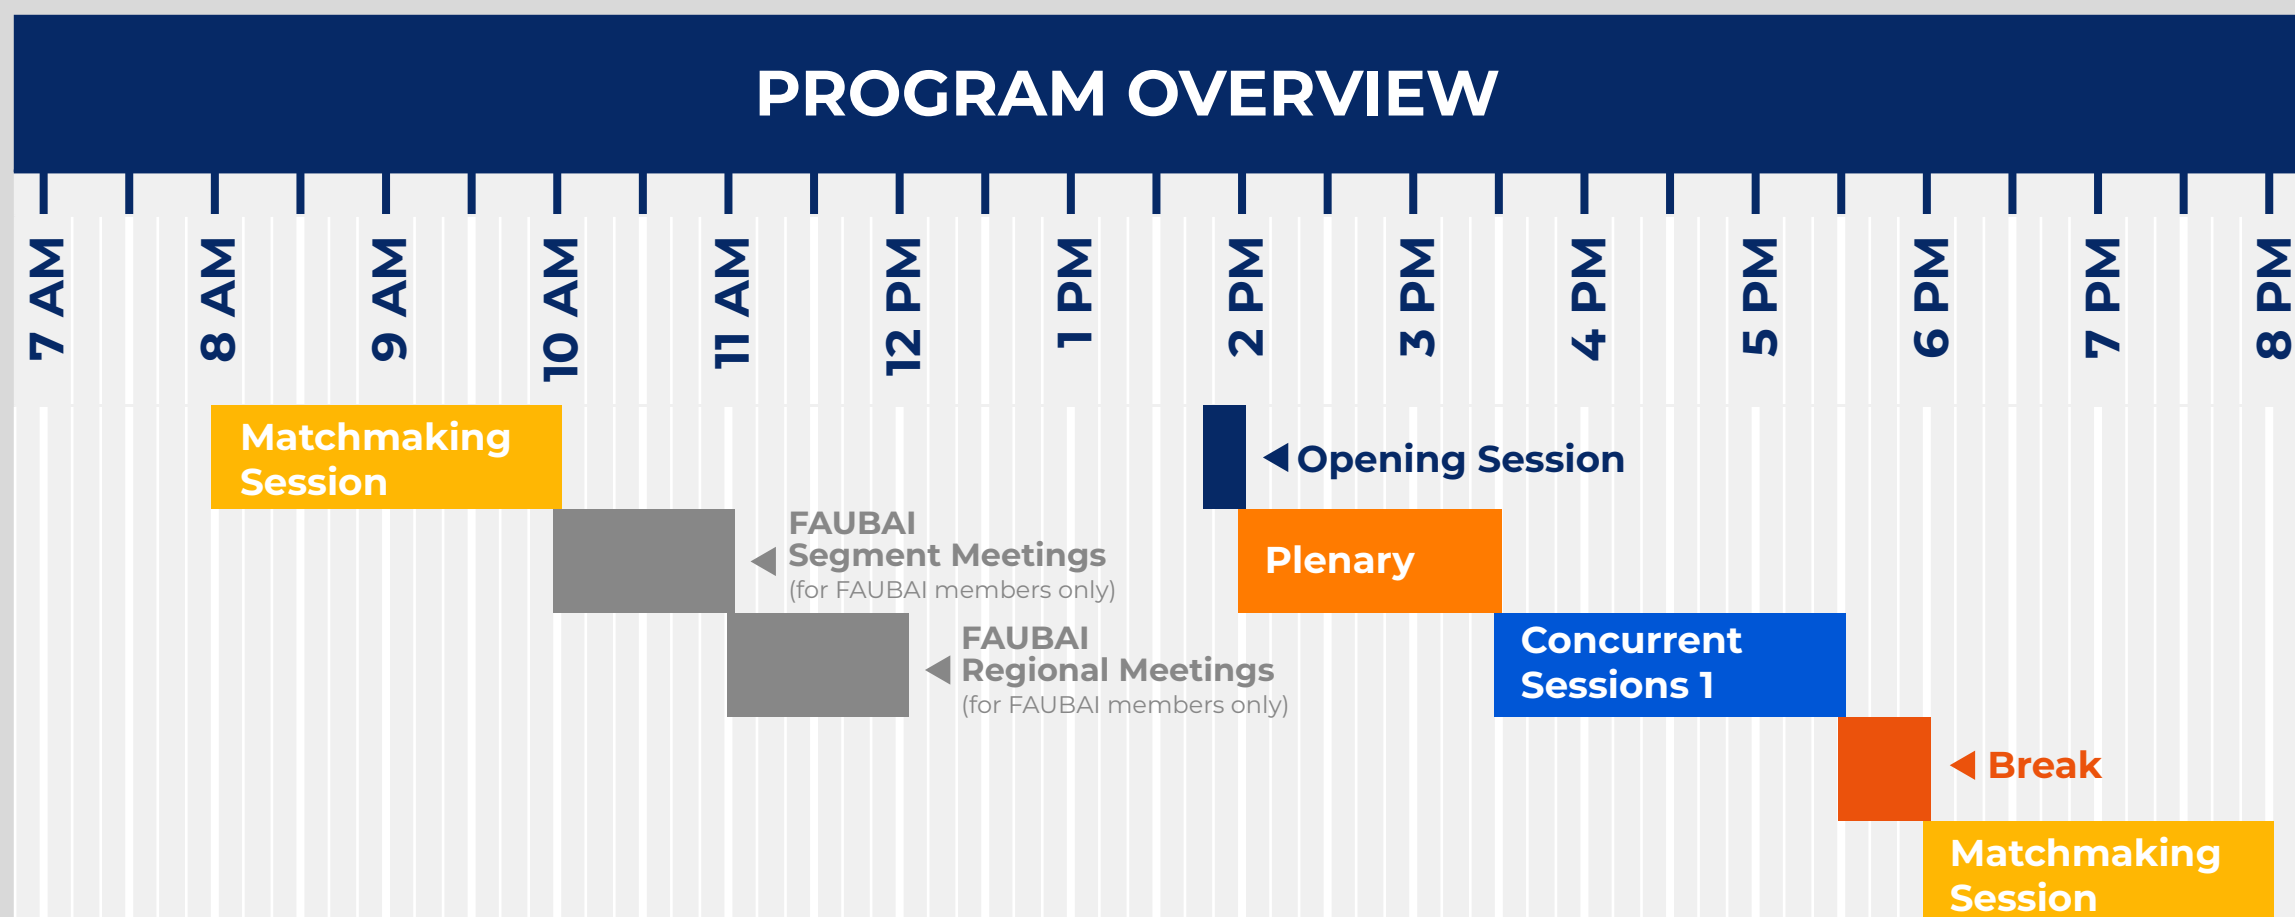 PROGRAM OVERVIEW
7 AM
8 AM
9 AM
10 AM
11 AM
12 PM
1 PM
2 PM
3 PM
4 PM
5 PM
6 PM
7 PM
8 PM
Matchmaking
Session
Opening Session
FAUBAI
Segment Meetings
(for FAUBAI members only)
Plenary
FAUBAI
Regional Meetings
(for FAUBAI members only)
Concurrent
Sessions 1
Break
Matchmaking
Session